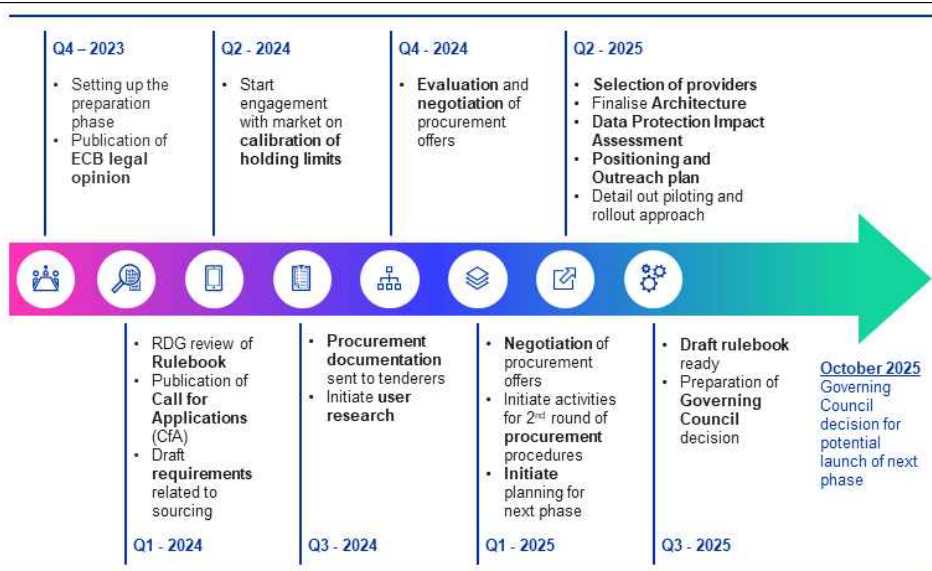 Q4 – 2023
• Setting up the
preparation
phase
• Publication of
ECB legal
opinion
Q2 - 2024
• Start
engagement
with market on
calibration of
holding limits
Q4 - 2024
• Evaluation and
negotiation of
procurement
offers
Q2 - 2025
• Selection of providers
• Finalise Architecture
• Data Protection Impact
Assessment
• Positioning and
Outreach plan
• Detail out piloting and
rollout approach
• RDG review of
Rulebook
• Publication of
Call for
Applications
(CfA)
• Draft
requirements
related to
sourcing
Q1 - 2024
• Procurement
documentation
sent to tenderers
• Initiate user
research
Q3 - 2024
• Negotiation of
procurement
offers
• Initiate activities
for 2nd round of
procurement
procedures
• Initiate
planning for
next phase
Q1 - 2025
• Draft rulebook
ready
• Preparation of
Governing
Council
decision
Q3 - 2025
October 2025
Governing
Council
decision for
potential
launch of next
phase